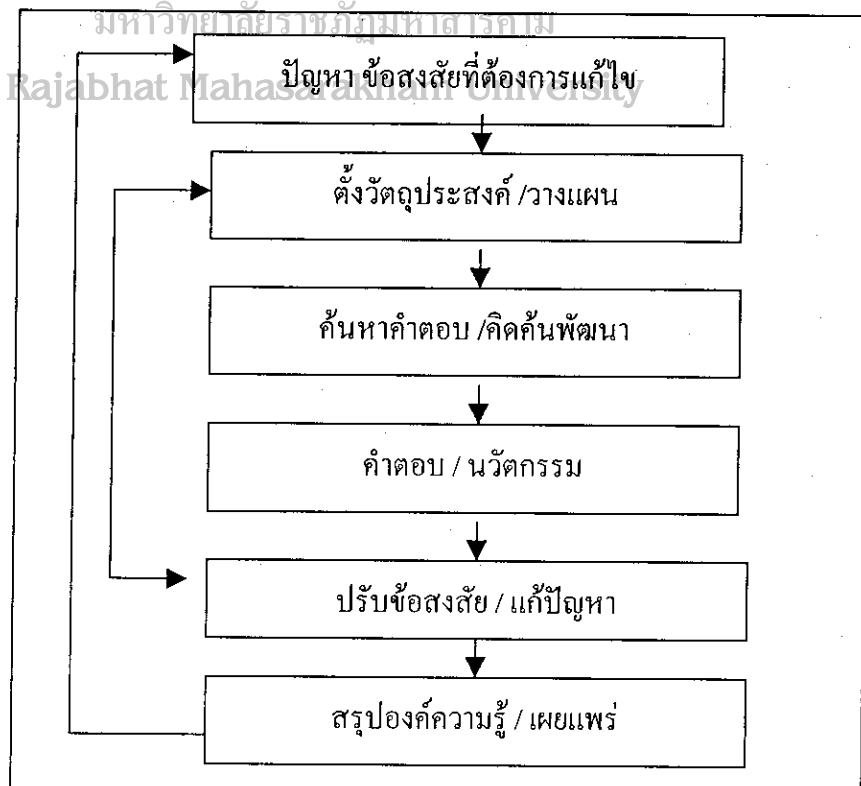 มหาวิทยาลัยราชภัฏมหาสารคาม
ปัญหา ข้อสงสัยที่ต้องการแก้ไข
Rajabhat Mahasarakham University
ตั้งวัตถุประสงค์ /วางแผน
ค้นหาคำตอบ /คิดค้นพัฒนา
คำตอบ / นวัตกรรม
ปรับข้อสงสัย / แก้ปัญหา
สรุปองค์ความรู้ / เผยแพร่